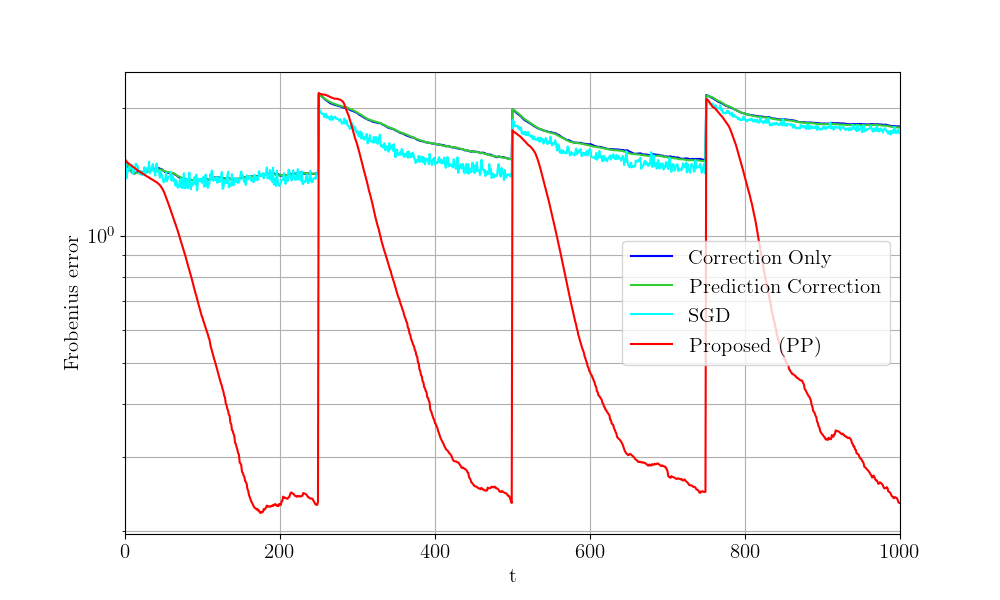 Frobenius error
10⁰
0
200
400
600
800
1000
t
Correction Only
Prediction Correction
SGD
Proposed (PP)